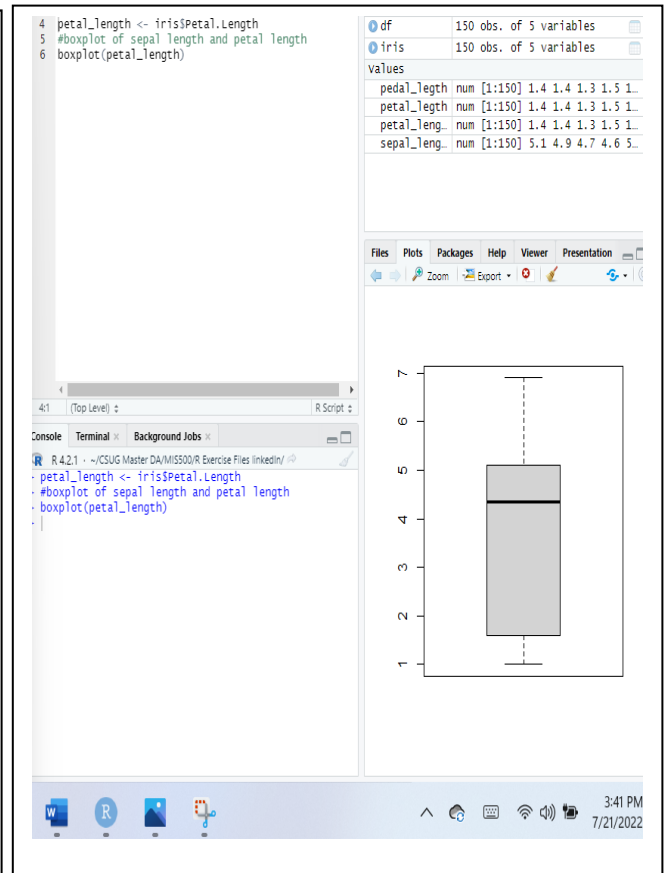 4 petal_length <- iris$Petal.Length
5 #boxplot of sepal length and petal length
6 boxplot(petal_length)
4:1 (Top Level) R Script
Console Terminal × Background Jobs ×
R R 4.2.1 · ~/CSUG Master DA/MIS500/R Exercise Files linkedin/
> petal_length <- iris$Petal.Length
> #boxplot of sepal length and petal length
> boxplot(petal_length)
>
df 150 obs. of 5 variables
iris 150 obs. of 5 variables
Values
pedal_legth num [1:150] 1.4 1.4 1.3 1.5 1…
petal_legth num [1:150] 1.4 1.4 1.3 1.5 1…
petal_leng… num [1:150] 1.4 1.4 1.3 1.5 1…
sepal_leng… num [1:150] 5.1 4.9 4.7 4.6 5…
Files Plots Packages Help Viewer Presentation
Zoom Export
7
6
5
4
3
2
1
W R
3:41 PM
7/21/2022